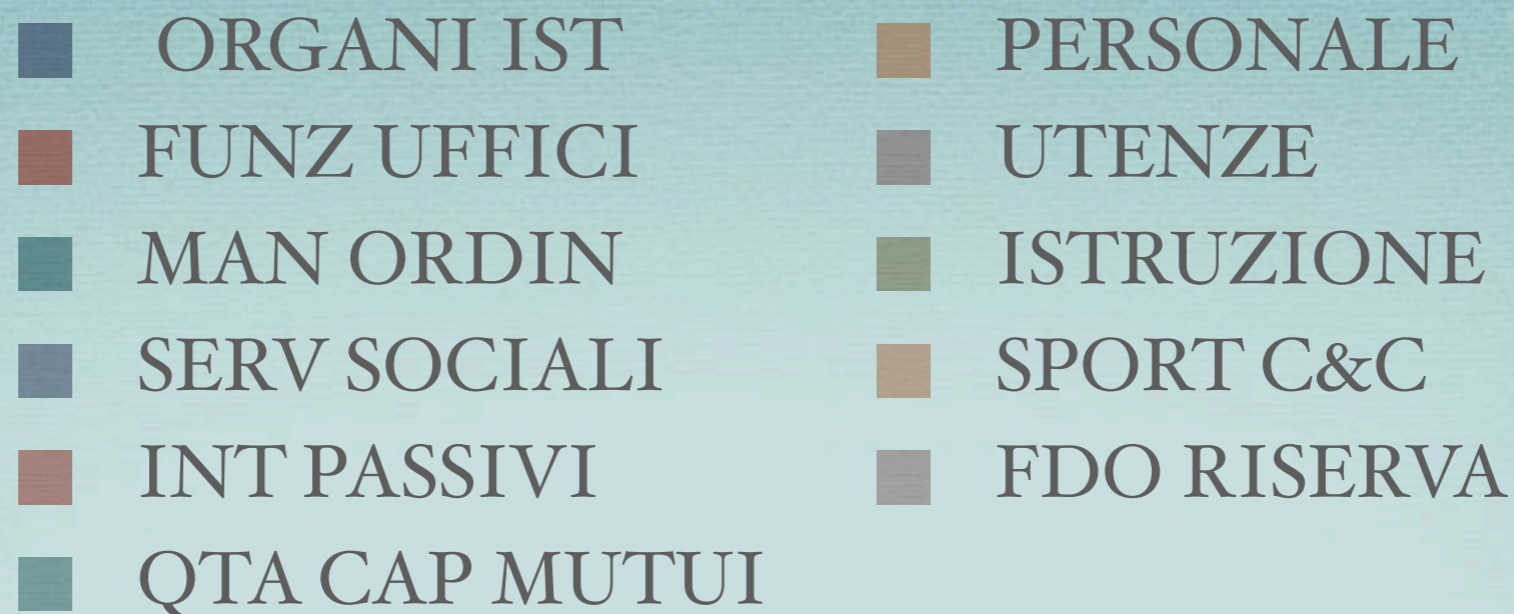 ORGANI IST
PERSONALE
FUNZ UFFICI
UTENZE
MAN ORDIN
ISTRUZIONE
SERV SOCIALI
SPORT C&C
INT PASSIVI
FDO RISERVA
QTA CAP MUTUI